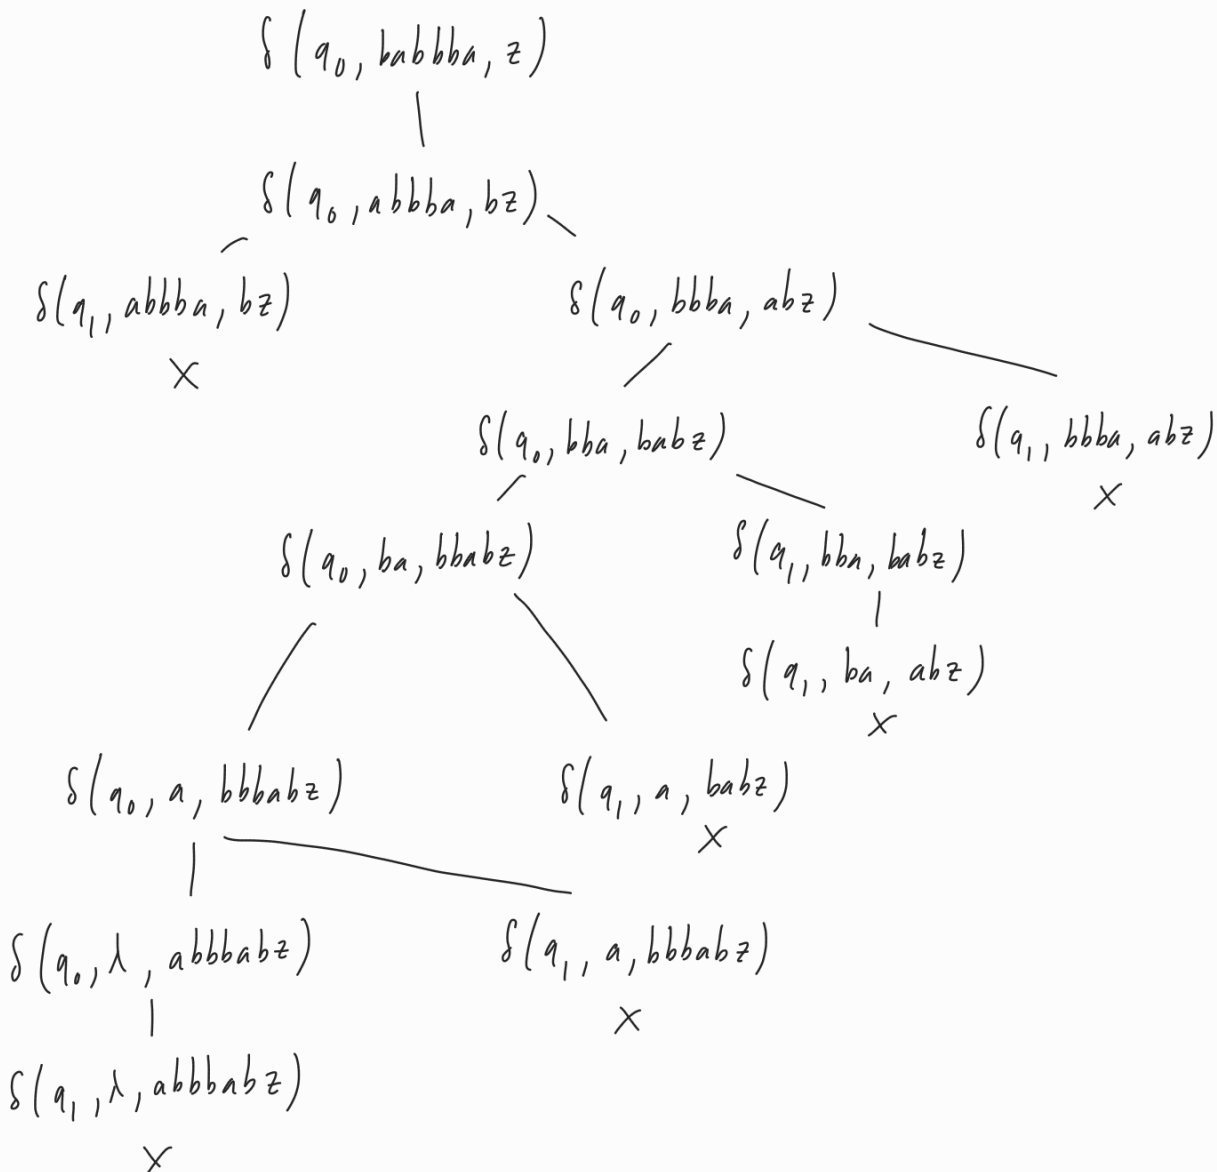 δ(q₀, babbba, z)
δ(q₀, abbba, bz)
δ(q₁, abbba, bz)
δ(q₀, bbba, abz)
X
δ(q₀, bba, babz)
δ(q₁, bbba, abz)
X
δ(q₀, ba, bbabz)
δ(q₁, bba, babz)
δ(q₁, ba, abz)
X
δ(q₀, a, bbbabz)
δ(q₁, a, babz)
X
δ(q₀, λ, abbbabz)
δ(q₁, a, bbbabz)
X
δ(q₁, λ, abbbabz)
X